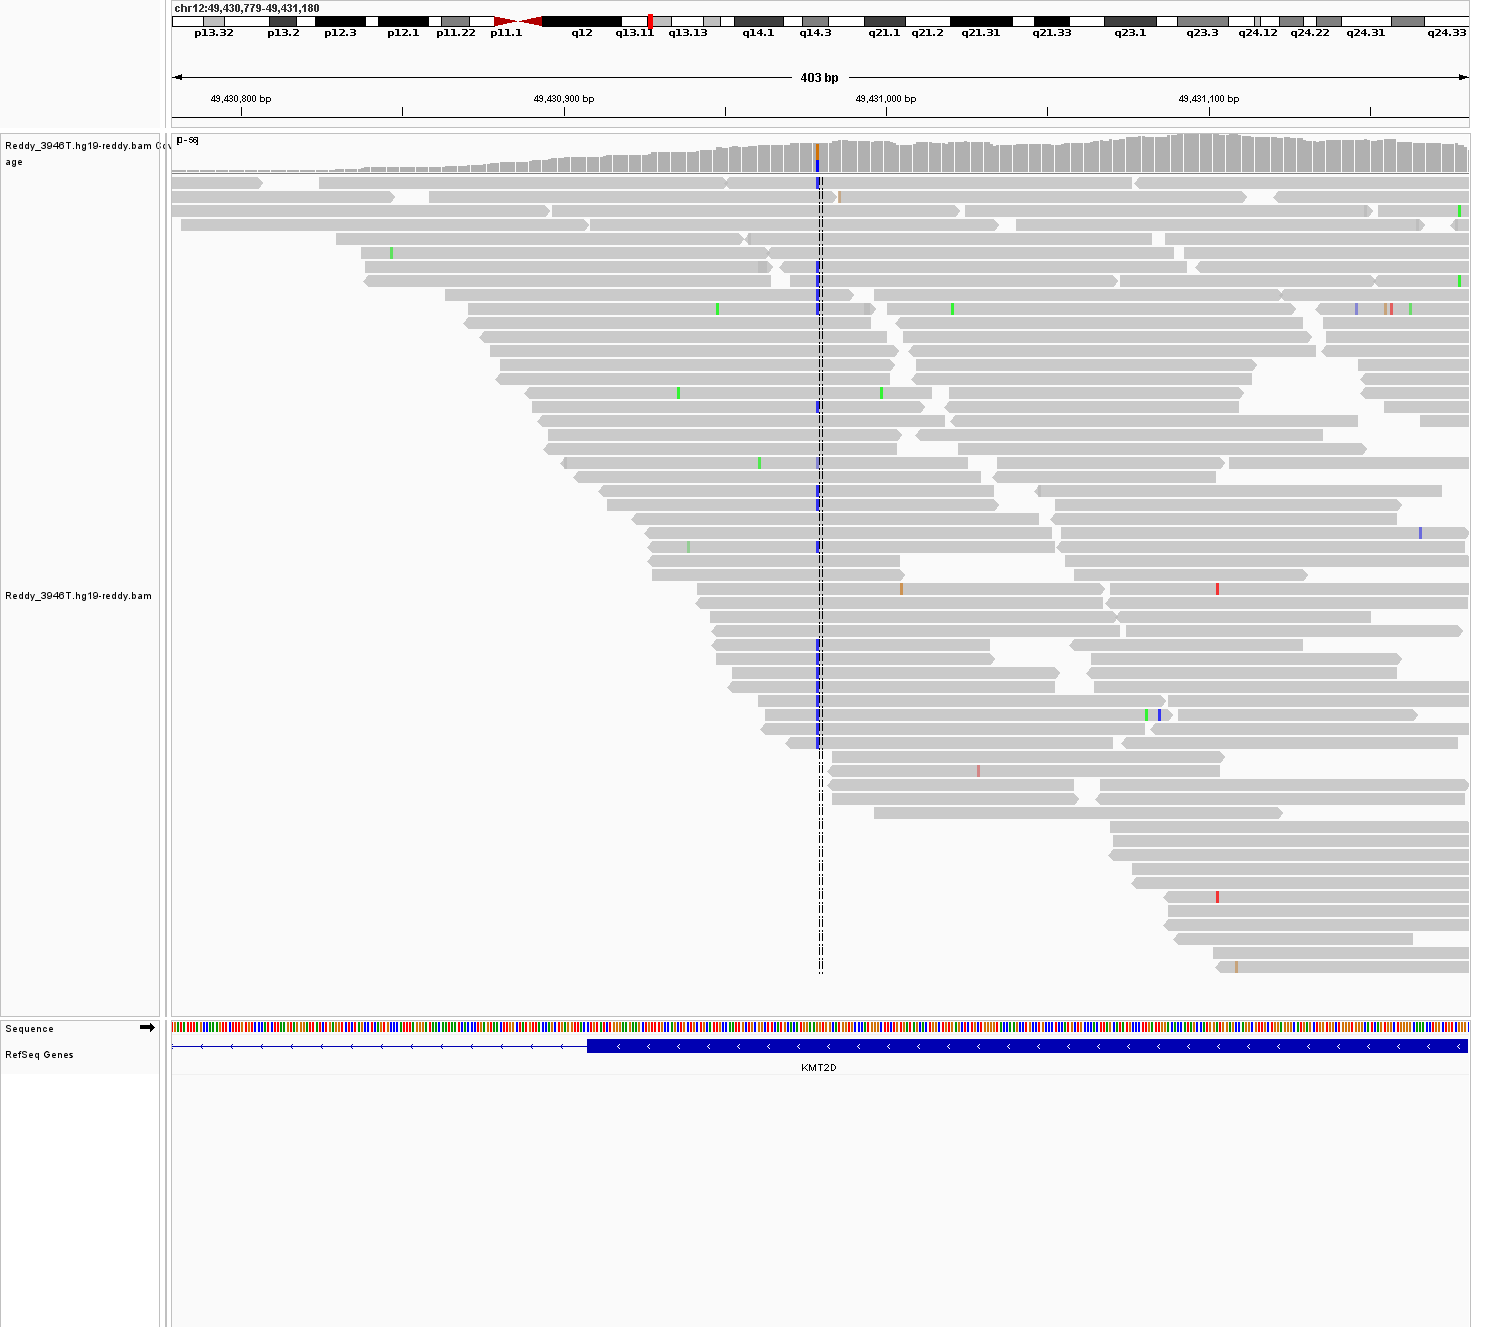 chr12:49,430,779-49,431,180
p13.32 p13.2 p12.3 p12.1 p11.22 p11.1 q12 q13.11 q13.13 q14.1 q14.3 q21.1 q21.2 q21.31 q21.33 q23.1 q23.3 q24.12 q24.22 q24.31 q24.33
403 bp
49,430,800 bp 49,430,900 bp 49,431,000 bp 49,431,100 bp
[0 - 56]
Reddy_3946T.hg19-reddy.bam Cov
age
Reddy_3946T.hg19-reddy.bam
Sequence
RefSeq Genes
KMT2D